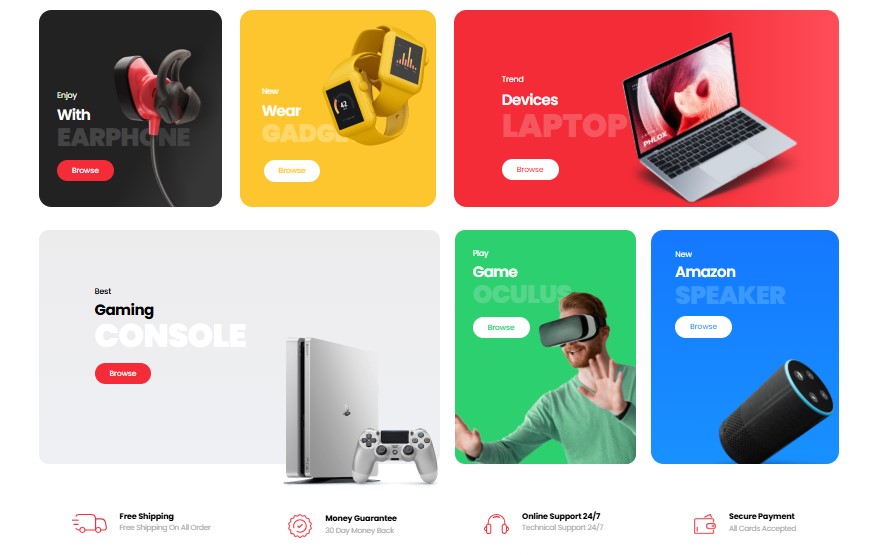 Enjoy
With
EARPHONE
Browse
New
Wear
GADGE
Browse
Trend
Devices
LAPTOP
Browse
PHLOX
Best
Gaming
CONSOLE
Browse
Play
Game
OCULUS
Browse
New
Amazon
SPEAKER
Browse
Free Shipping
Free Shipping On All Order
Money Guarantee
30 Day Money Back
Online Support 24/7
Technical Support 24/7
Secure Payment
All Cards Accepted